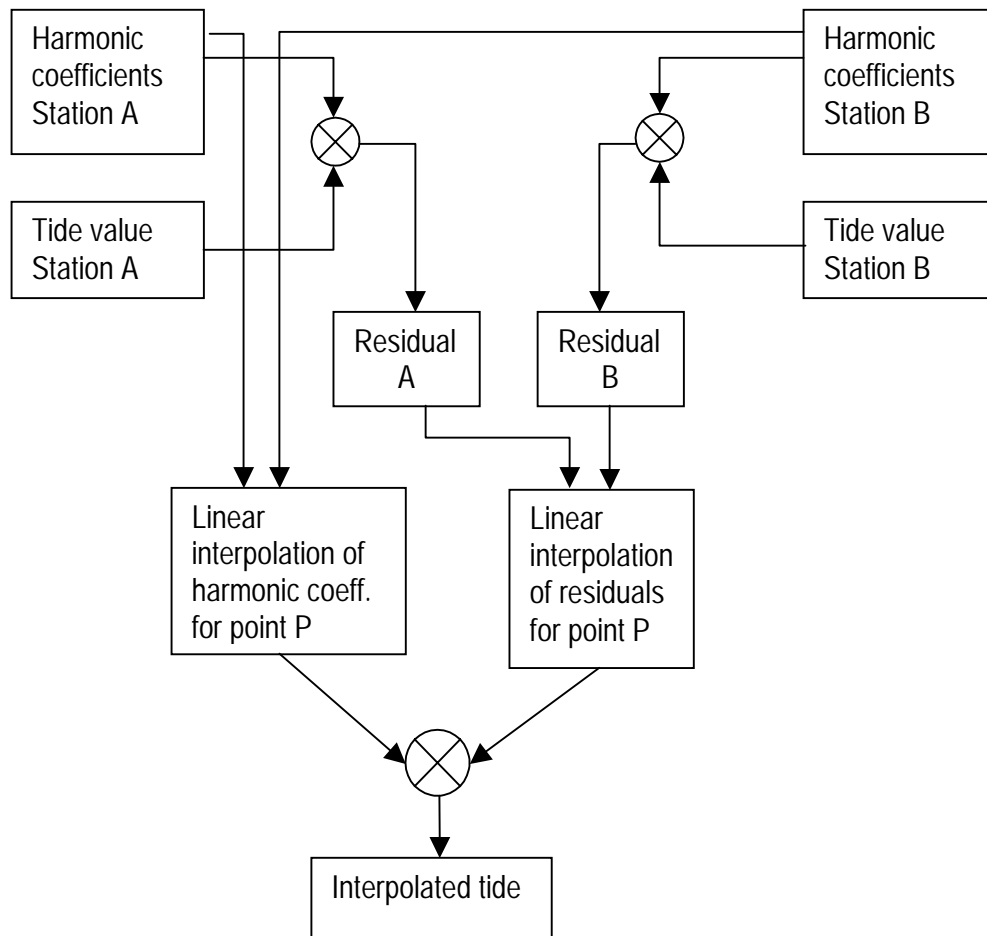 Harmonic
coefficients
Station A
Harmonic
coefficients
Station B
Tide value
Station A
Tide value
Station B
Residual
A
Residual
B
Linear
interpolation of
harmonic coeff.
for point P
Linear
interpolation
of residuals
for point P
Interpolated tide